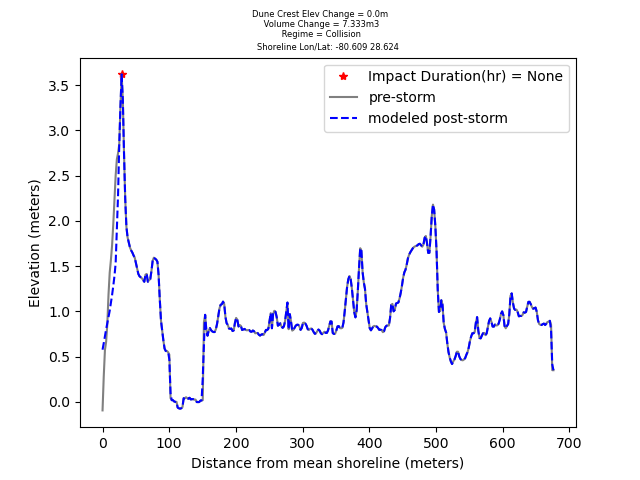 Dune Crest Elev Change = 0.0m
Volume Change = 7.333m3
Regime = Collision
Shoreline Lon/Lat: -80.609 28.624
Impact Duration(hr) = None
pre-storm
modeled post-storm
Elevation (meters)
3.5
3.0
2.5
2.0
1.5
1.0
0.5
0.0
0 100 200 300 400 500 600 700
Distance from mean shoreline (meters)